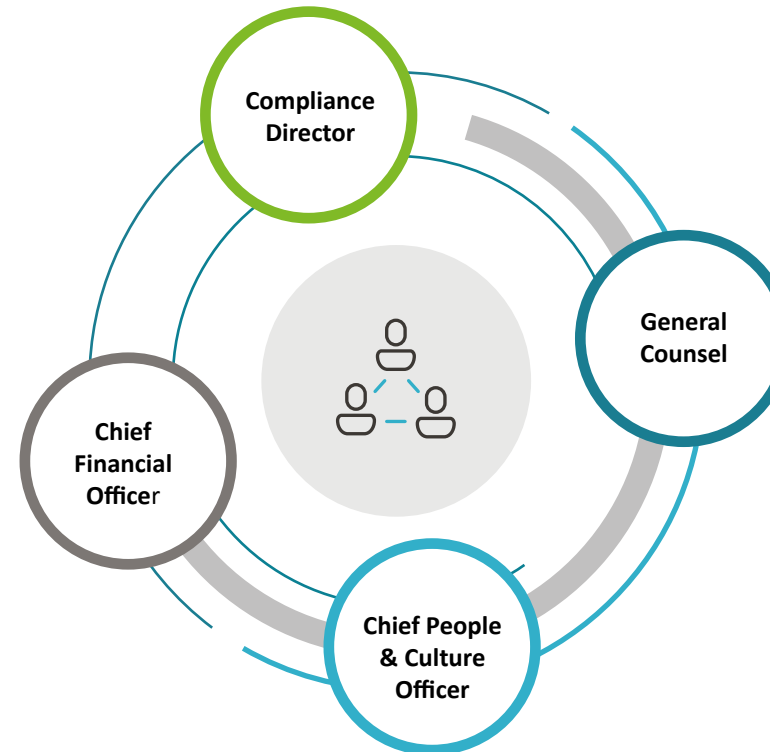 Compliance
Director
General
Counsel
Chief
Financial
Officer
Chief People
& Culture
Officer